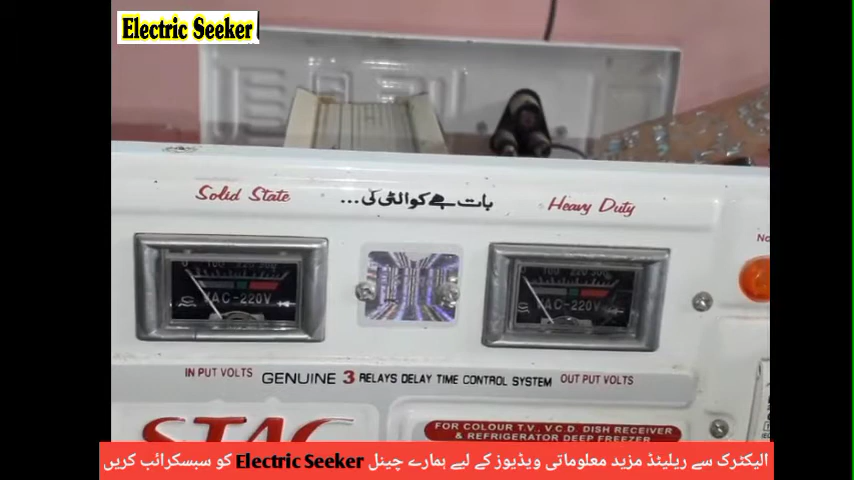 Electric Seeker
Solid State
بات ہے کوالٹی کی...
Heavy Duty
No
VAC-220V
VAC-220V
IN PUT VOLTS
GENUINE 3 RELAYS DELAY TIME CONTROL SYSTEM
OUT PUT VOLTS
STAC
FOR COLOUR T.V., V.C.D. DISH RECEIVER
& REFRIGERATOR DEEP FREEZER
الیکٹرک سے ریلیٹڈ مزید معلوماتی ویڈیوز کے لیے ہمارے چینل Electric Seeker کو سبسکرائب کریں